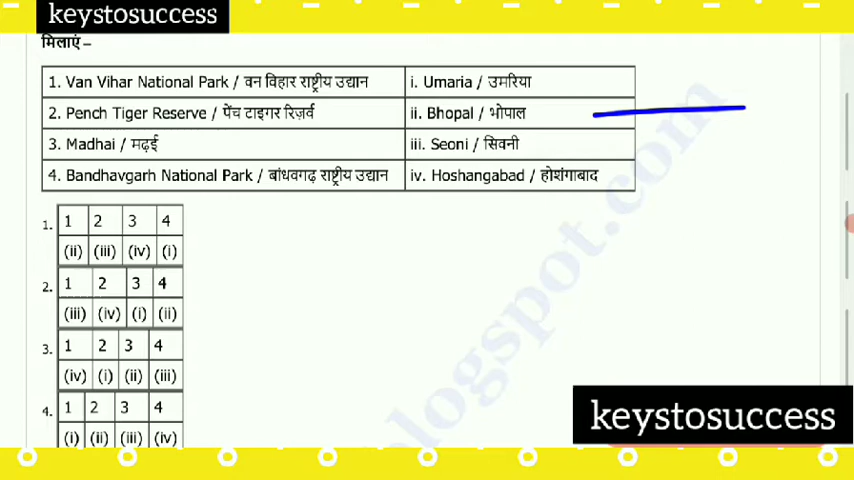 keystosuccess
मिलाएं–
1. Van Vihar National Park / वन विहार राष्ट्रीय उद्यान i. Umaria / उमरिया
2. Pench Tiger Reserve / पेंच टाइगर रिज़र्व ii. Bhopal / भोपाल
3. Madhai / मढ़ई iii. Seoni / सिवनी
4. Bandhavgarh National Park / बांधवगढ़ राष्ट्रीय उद्यान iv. Hoshangabad / होशंगाबाद
1. 1 2 3 4
(ii) (iii) (iv) (i)
2. 1 2 3 4
(iii) (iv) (i) (ii)
3. 1 2 3 4
(iv) (i) (ii) (iii)
4. 1 2 3 4
(i) (ii) (iii) (iv)
logspot.com
keystosuccess